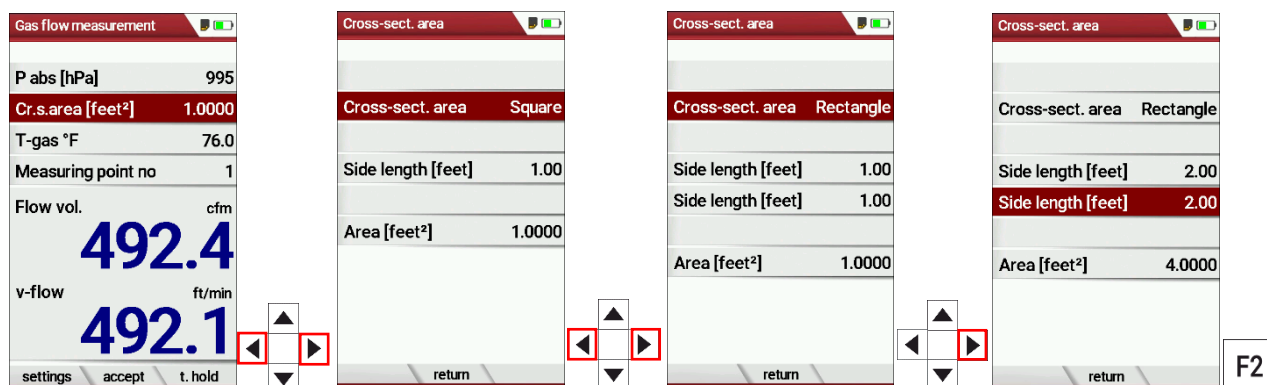 Gas flow measurement
P abs [hPa] 995
Cr.s.area [feet²] 1.0000
T-gas °F 76.0
Measuring point no 1
Flow vol. cfm
492.4
v-flow ft/min
492.1
settings accept t. hold
Cross-sect. area
Cross-sect. area Square
Side length [feet] 1.00
Area [feet²] 1.0000
return
Cross-sect. area
Cross-sect. area Rectangle
Side length [feet] 1.00
Side length [feet] 1.00
Area [feet²] 1.0000
return
Cross-sect. area
Cross-sect. area Rectangle
Side length [feet] 2.00
Side length [feet] 2.00
Area [feet²] 4.0000
return
F2